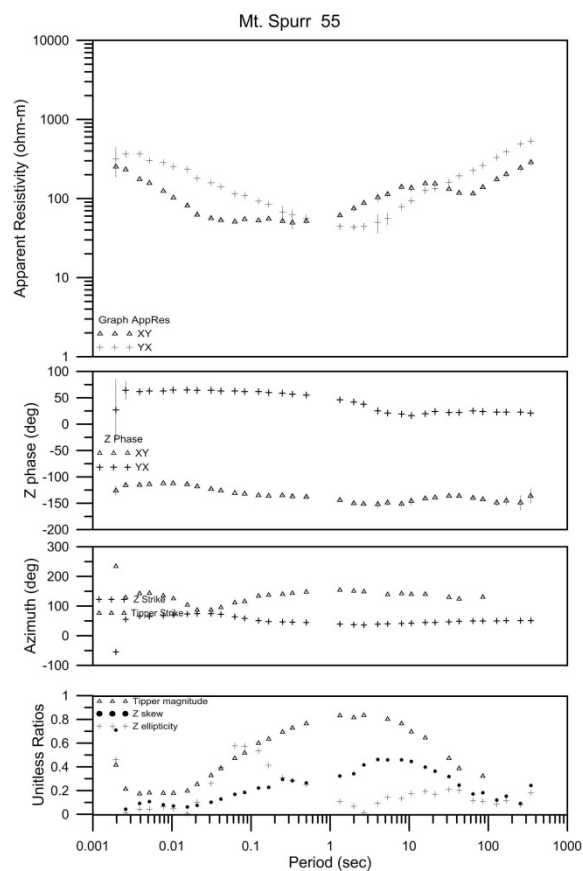 Mt. Spurr 55
Apparent Resistivity (ohm-m)
10000
1000
100
10
1
Graph AppRes
XY
YX
Z phase (deg)
100
50
0
-50
-100
-150
-200
Z Phase
XY
YX
Azimuth (deg)
300
200
100
0
-100
Z Strike
Tipper Strike
Unitless Ratios
1
0.8
0.6
0.4
0.2
0
Tipper magnitude
Z skew
Z ellipticity
0.001 0.01 0.1 1 10 100 1000
Period (sec)